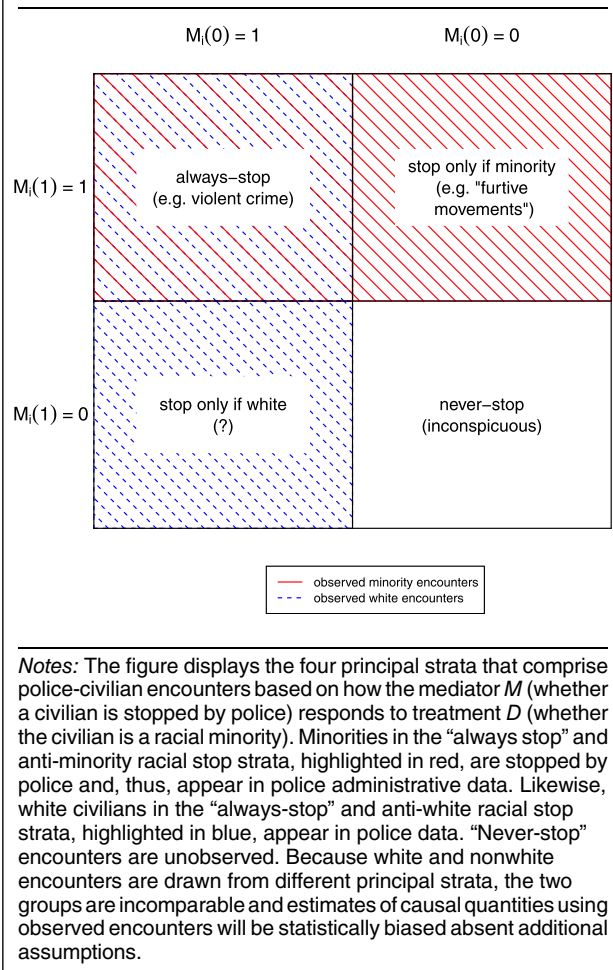 Mᵢ(0) = 1 Mᵢ(0) = 0
Mᵢ(1) = 1
always−stop
(e.g. violent crime)
stop only if minority
(e.g. "furtive
movements")
Mᵢ(1) = 0
stop only if white
(?)
never−stop
(inconspicuous)
observed minority encounters
observed white encounters
Notes: The figure displays the four principal strata that comprise
police-civilian encounters based on how the mediator M (whether
a civilian is stopped by police) responds to treatment D (whether
the civilian is a racial minority). Minorities in the “always stop” and
anti-minority racial stop strata, highlighted in red, are stopped by
police and, thus, appear in police administrative data. Likewise,
white civilians in the “always-stop” and anti-white racial stop
strata, highlighted in blue, appear in police data. “Never-stop”
encounters are unobserved. Because white and nonwhite
encounters are drawn from different principal strata, the two
groups are incomparable and estimates of causal quantities using
observed encounters will be statistically biased absent additional
assumptions.